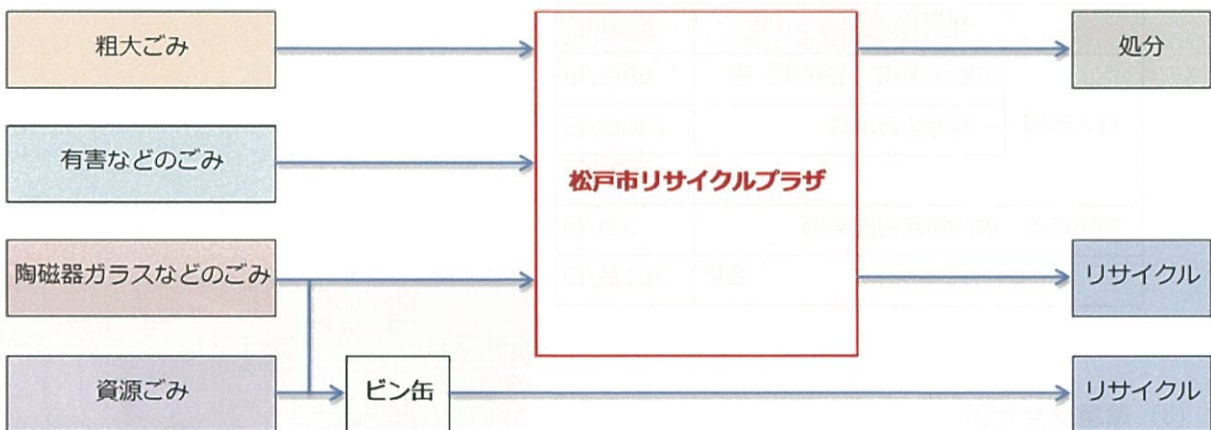 粗大ごみ
処分
有害などのごみ
松戸市リサイクルプラザ
陶磁器ガラスなどのごみ
リサイクル
資源ごみ
ビン缶
リサイクル